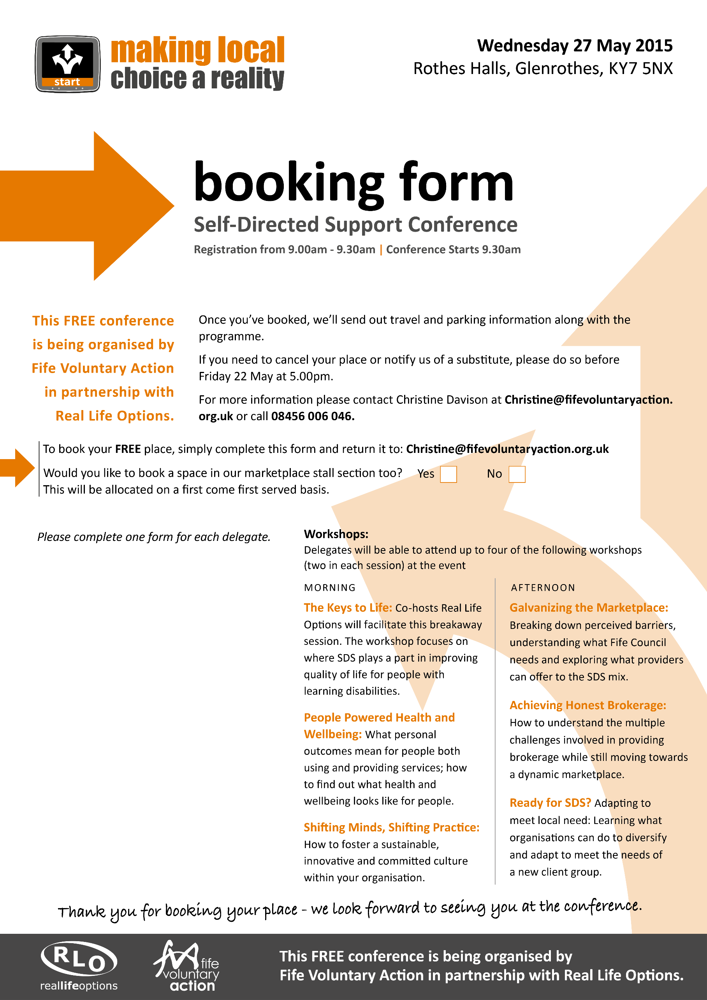 start
making local
choice a reality
Wednesday 27 May 2015
Rothes Halls, Glenrothes, KY7 5NX
booking form
Self-Directed Support Conference
Registration from 9.00am - 9.30am | Conference Starts 9.30am
This FREE conference
is being organised by
Fife Voluntary Action
in partnership with
Real Life Options.
Once you’ve booked, we’ll send out travel and parking information along with the
programme.
If you need to cancel your place or notify us of a substitute, please do so before
Friday 22 May at 5.00pm.
For more information please contact Christine Davison at Christine@fifevoluntaryaction.
org.uk or call 08456 006 046.
To book your FREE place, simply complete this form and return it to: Christine@fifevoluntaryaction.org.uk
Would you like to book a space in our marketplace stall section too? Yes No
This will be allocated on a first come first served basis.
Please complete one form for each delegate.
Workshops:
Delegates will be able to attend up to four of the following workshops
(two in each session) at the event
MORNING
The Keys to Life: Co-hosts Real Life
Options will facilitate this breakaway
session. The workshop focuses on
where SDS plays a part in improving
quality of life for people with
learning disabilities.
People Powered Health and
Wellbeing: What personal
outcomes mean for people both
using and providing services; how
to find out what health and
wellbeing looks like for people.
Shifting Minds, Shifting Practice:
How to foster a sustainable,
innovative and committed culture
within your organisation.
AFTERNOON
Galvanizing the Marketplace:
Breaking down perceived barriers,
understanding what Fife Council
needs and exploring what providers
can offer to the SDS mix.
Achieving Honest Brokerage:
How to understand the multiple
challenges involved in providing
brokerage while still moving towards
a dynamic marketplace.
Ready for SDS? Adapting to
meet local need: Learning what
organisations can do to diversify
and adapt to meet the needs of
a new client group.
Thank you for booking your place - we look forward to seeing you at the conference.
RLO
reallifeoptions
fife
voluntary
action
This FREE conference is being organised by
Fife Voluntary Action in partnership with Real Life Options.